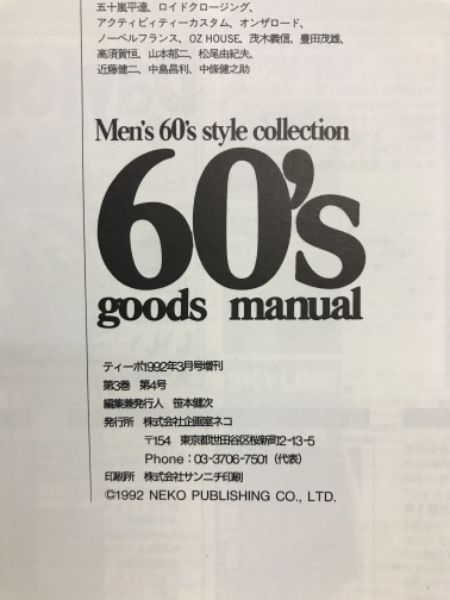 五十嵐平達、ロイドクロージング、
アクティビィティーカスタム、オンザロード、
ノーベルフランス、OZ HOUSE、茂木義信、豊田茂雄、
高須賀恒、山本郁二、松尾由紀夫、
近藤健二、中島昌利、中條健之助
Men's 60's style collection
60's
goods manual
ティーポ1992年3月号増刊
第3巻 第4号
編集兼発行人 笹本健次
発行所 株式会社企画室ネコ
〒154 東京都世田谷区桜新町2-13-5
Phone：03-3706-7501（代表）
印刷所 株式会社サンニチ印刷
©1992 NEKO PUBLISHING CO., LTD.